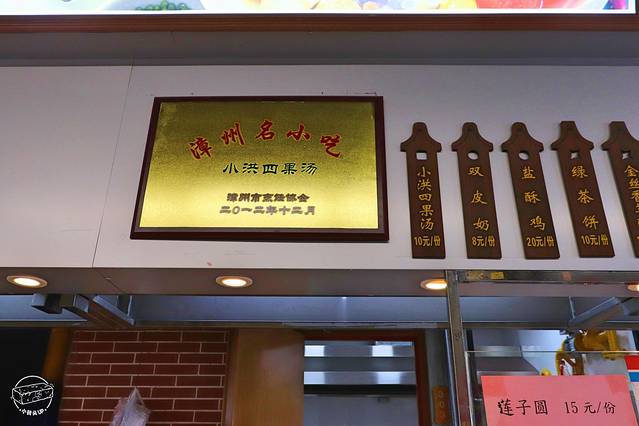 漳州名小吃
小洪四果汤
漳州市烹饪协会
二〇一二年十二月
小洪四果汤
10元/份
双皮奶
8元/份
盐酥鸡
20元/份
绿茶饼
10元/份
莲子圆 15元/份